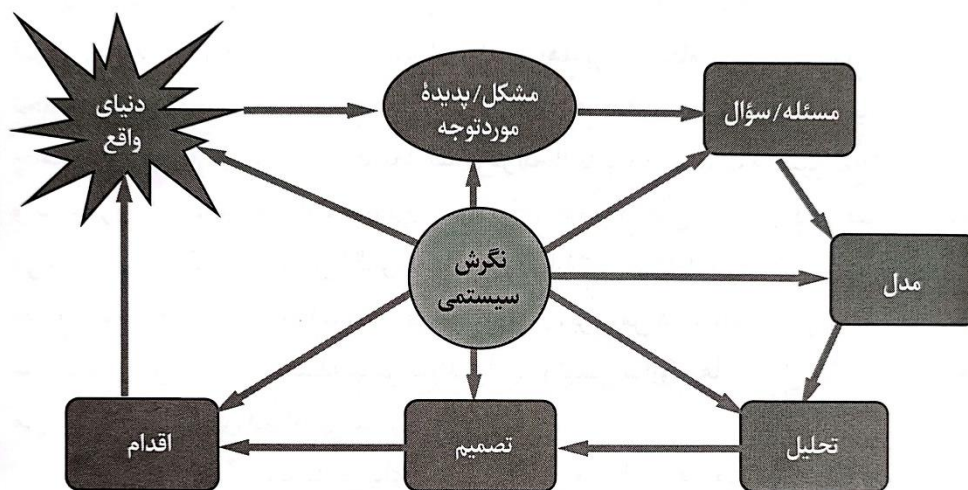 دنیای
واقع
مشکل/پدیدهٔ
موردتوجه
مسئله/سؤال
نگرش
سیستمی
مدل
اقدام
تصمیم
تحلیل